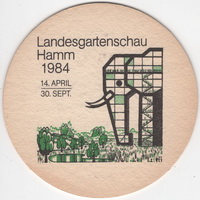 Landesgartenschau
Hamm
1984
14. APRIL
30. SEPT.